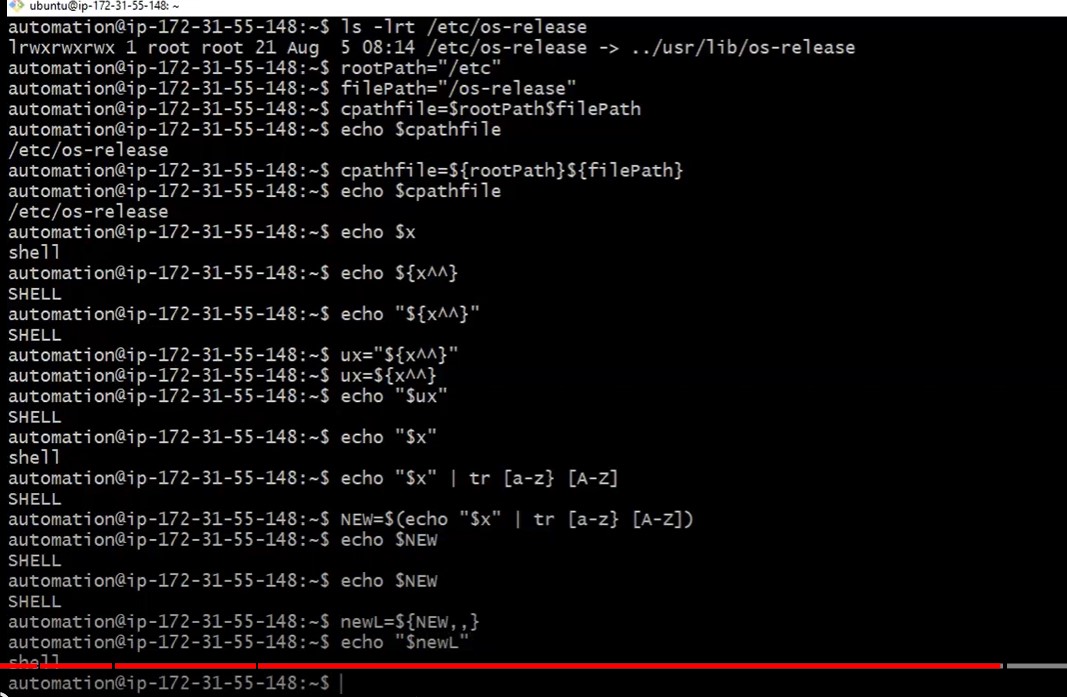 ubuntu@ip-172-31-55-148: ~
automation@ip-172-31-55-148:~$ ls -lrt /etc/os-release
lrwxrwxrwx 1 root root 21 Aug  5 08:14 /etc/os-release -> ../usr/lib/os-release
automation@ip-172-31-55-148:~$ rootPath="/etc"
automation@ip-172-31-55-148:~$ filePath="/os-release"
automation@ip-172-31-55-148:~$ cpathfile=$rootPath$filePath
automation@ip-172-31-55-148:~$ echo $cpathfile
/etc/os-release
automation@ip-172-31-55-148:~$ cpathfile=${rootPath}${filePath}
automation@ip-172-31-55-148:~$ echo $cpathfile
/etc/os-release
automation@ip-172-31-55-148:~$ echo $x
shell
automation@ip-172-31-55-148:~$ echo ${x^^}
SHELL
automation@ip-172-31-55-148:~$ echo "${x^^}"
SHELL
automation@ip-172-31-55-148:~$ ux="${x^^}"
automation@ip-172-31-55-148:~$ ux=${x^^}
automation@ip-172-31-55-148:~$ echo "$ux"
SHELL
automation@ip-172-31-55-148:~$ echo "$x"
shell
automation@ip-172-31-55-148:~$ echo "$x" | tr [a-z} [A-Z]
SHELL
automation@ip-172-31-55-148:~$ NEW=$(echo "$x" | tr [a-z} [A-Z])
automation@ip-172-31-55-148:~$ echo $NEW
SHELL
automation@ip-172-31-55-148:~$ echo $NEW
SHELL
automation@ip-172-31-55-148:~$ newL=${NEW,,}
automation@ip-172-31-55-148:~$ echo "$newL"
shell
automation@ip-172-31-55-148:~$